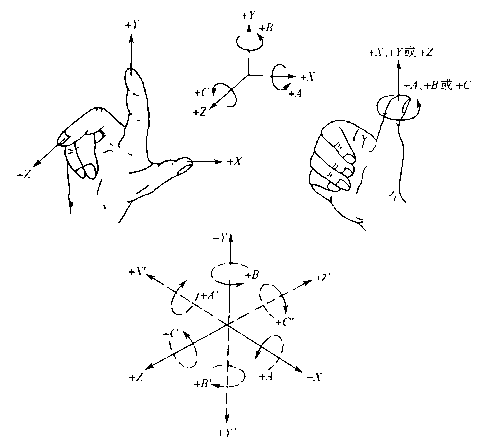 +Y
+Z
+X
+Y
+B
+X
+A
+C
+Z
+X、+Y或+Z
+A、+B或+C
+Y
+B
+X'
+A'
+Z'
+C'
+C
+Z
+B'
+A
+X
+Y'